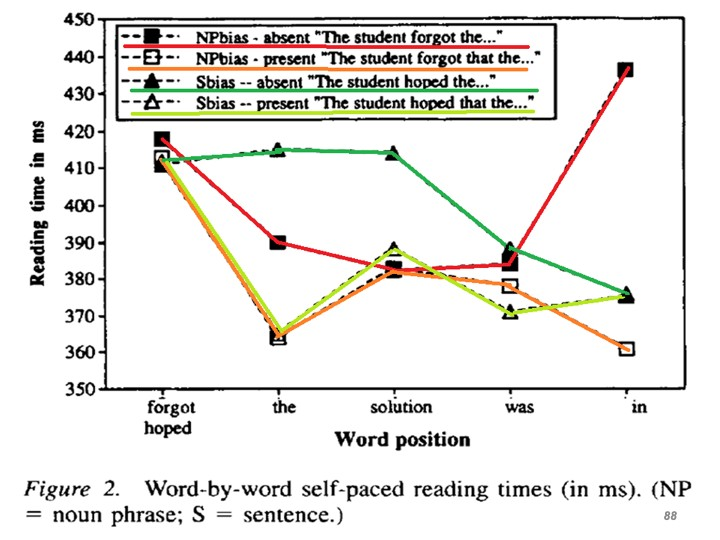 450
440
430
420
410
400
390
380
370
360
350
Reading time in ms
NPbias - absent "The student forgot the..."
NPbias - present "The student forgot that the..."
Sbias -- absent "The student hoped the..."
Sbias -- present "The student hoped that the..."
forgot the solution was in
hoped
Word position
Figure 2. Word-by-word self-paced reading times (in ms). (NP
= noun phrase; S = sentence.)
88